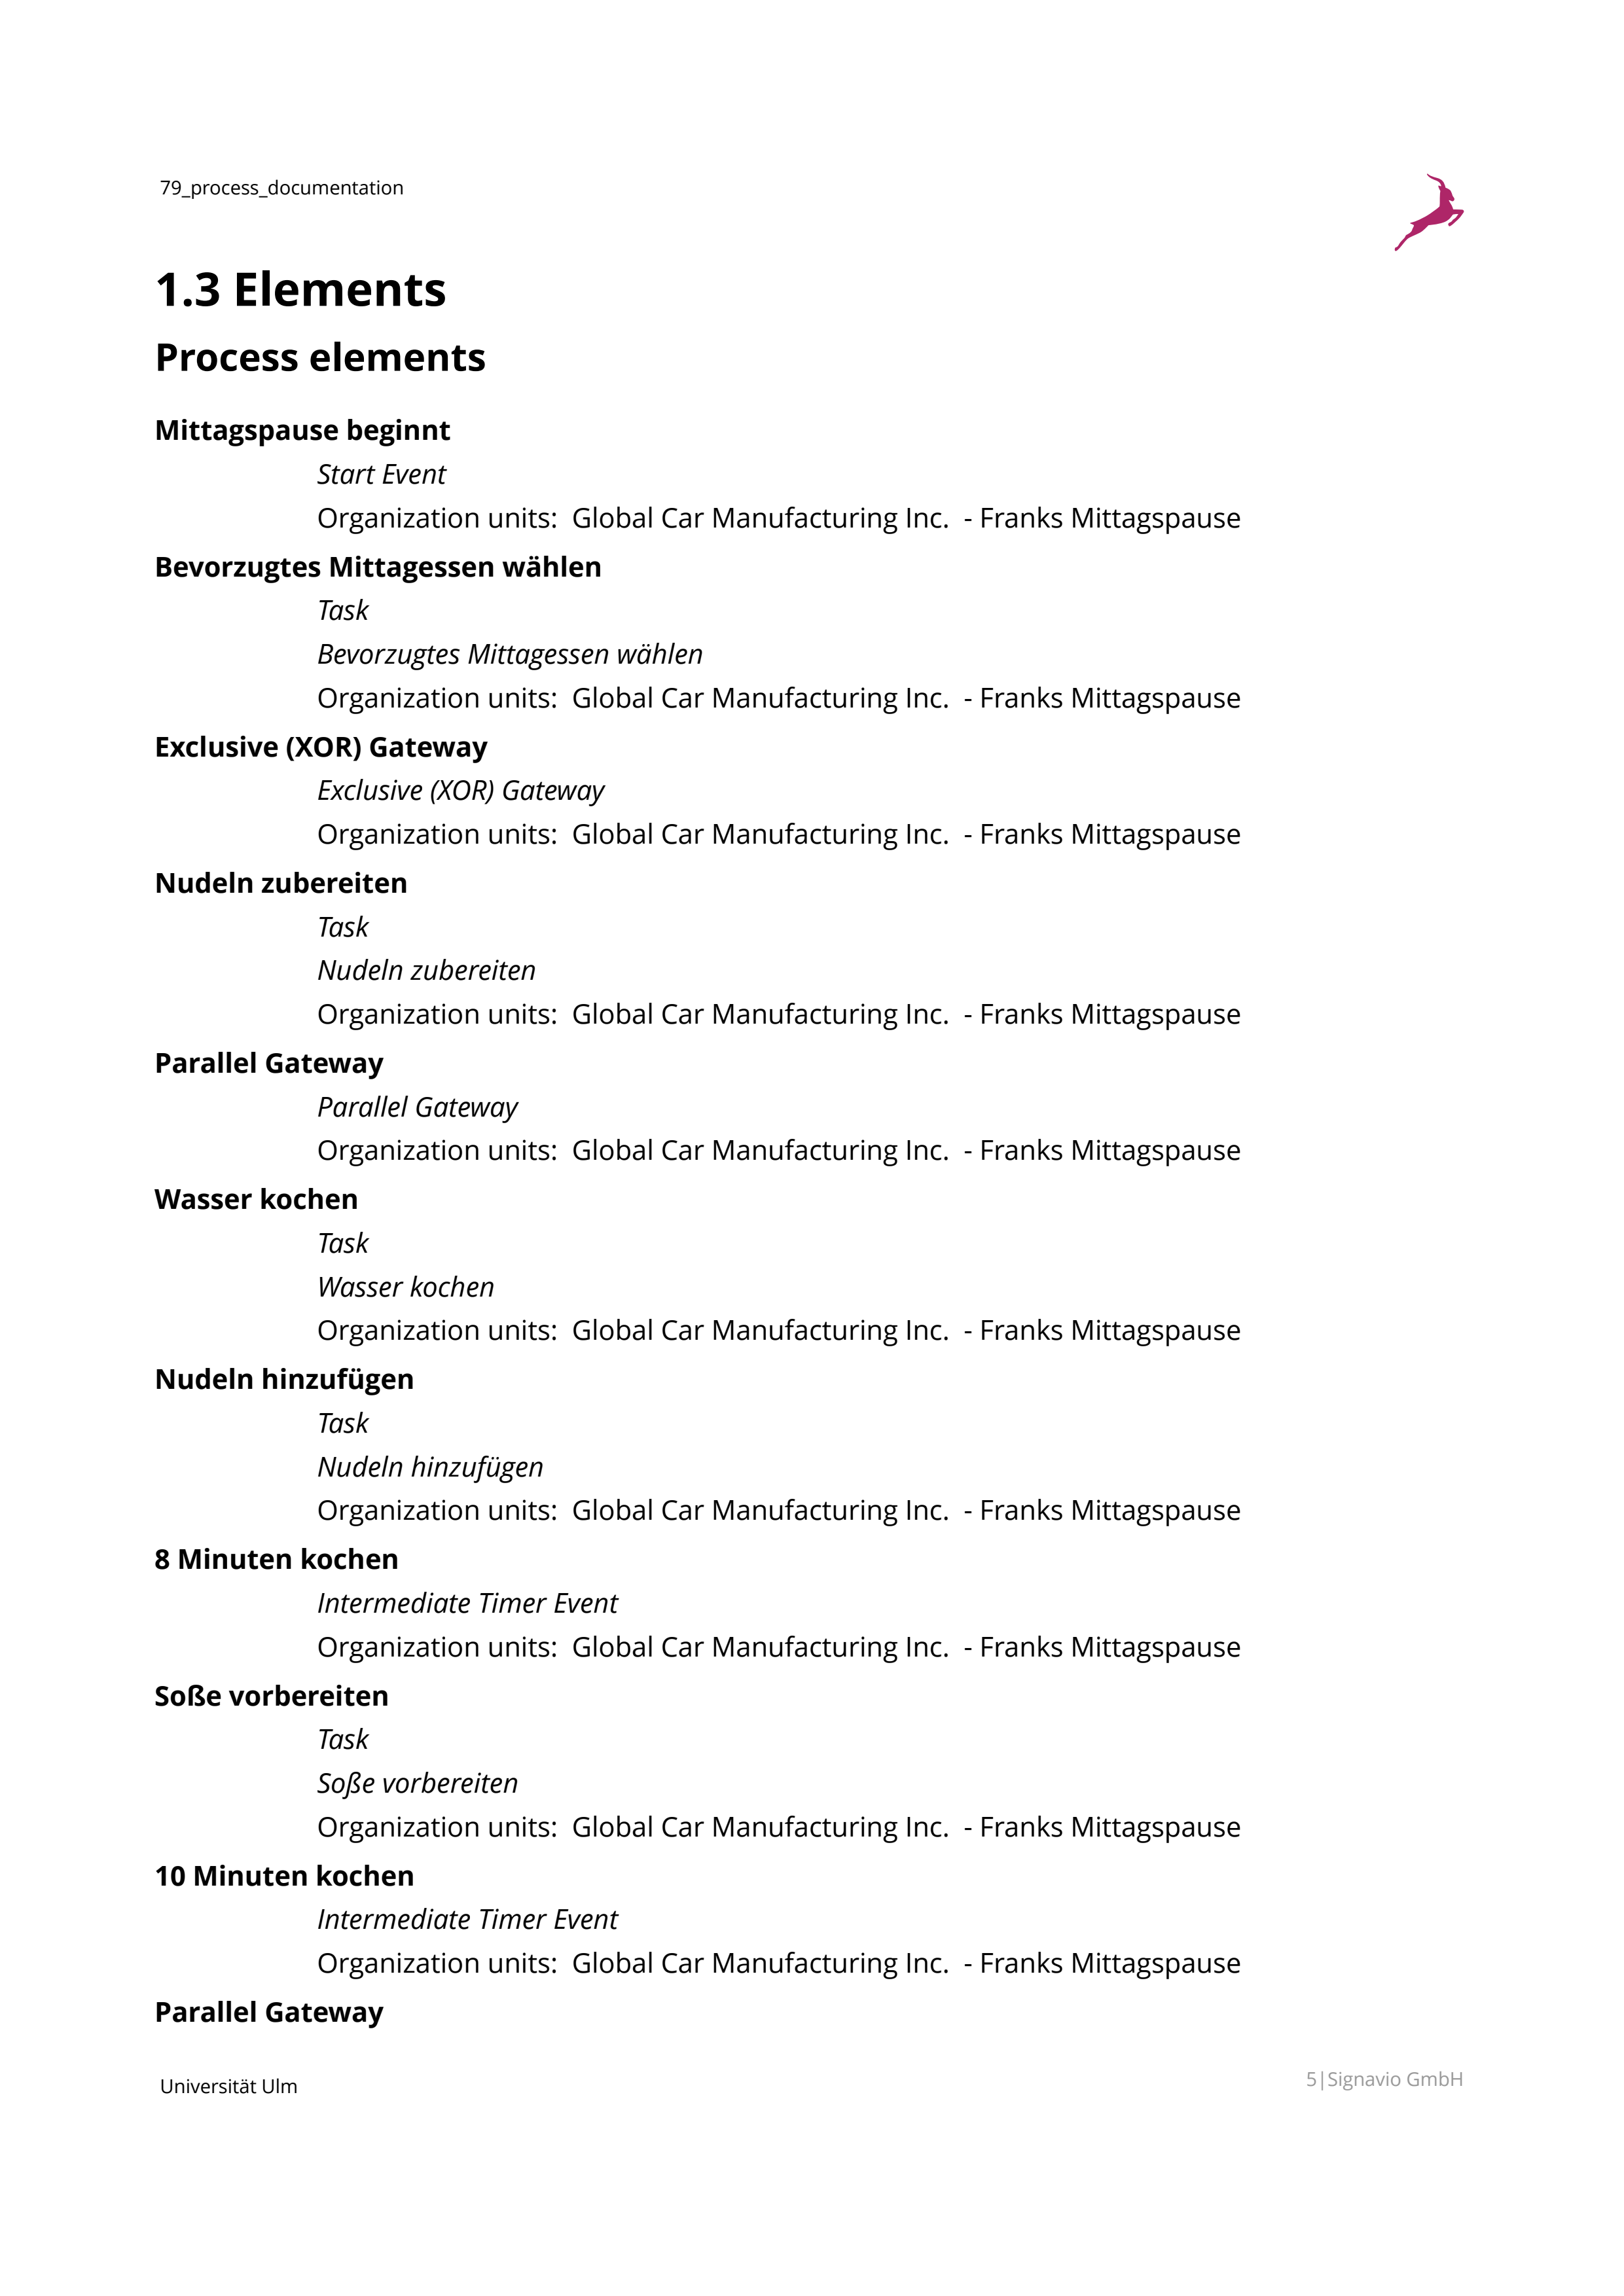 79_process_documentation
1.3 Elements
Process elements
Mittagspause beginnt
Start Event
Organization units:  Global Car Manufacturing Inc.  - Franks Mittagspause
Bevorzugtes Mittagessen wählen
Task
Bevorzugtes Mittagessen wählen
Organization units:  Global Car Manufacturing Inc.  - Franks Mittagspause
Exclusive (XOR) Gateway
Exclusive (XOR) Gateway
Organization units:  Global Car Manufacturing Inc.  - Franks Mittagspause
Nudeln zubereiten
Task
Nudeln zubereiten
Organization units:  Global Car Manufacturing Inc.  - Franks Mittagspause
Parallel Gateway
Parallel Gateway
Organization units:  Global Car Manufacturing Inc.  - Franks Mittagspause
Wasser kochen
Task
Wasser kochen
Organization units:  Global Car Manufacturing Inc.  - Franks Mittagspause
Nudeln hinzufügen
Task
Nudeln hinzufügen
Organization units:  Global Car Manufacturing Inc.  - Franks Mittagspause
8 Minuten kochen
Intermediate Timer Event
Organization units:  Global Car Manufacturing Inc.  - Franks Mittagspause
Soße vorbereiten
Task
Soße vorbereiten
Organization units:  Global Car Manufacturing Inc.  - Franks Mittagspause
10 Minuten kochen
Intermediate Timer Event
Organization units:  Global Car Manufacturing Inc.  - Franks Mittagspause
Parallel Gateway
Universität Ulm
5|Signavio GmbH